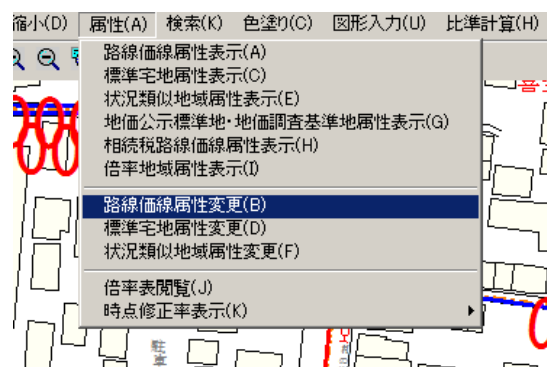 縮小(D) 属性(A) 検索(K) 色塗り(C) 図形入力(U) 比準計算(H)
路線価線属性表示(A)
標準宅地属性表示(C)
状況類似地域属性表示(E)
地価公示標準地・地価調査基準地属性表示(G)
相続税路線価線属性表示(H)
倍率地域属性表示(I)
路線価線属性変更(B)
標準宅地属性変更(D)
状況類似地域属性変更(F)
倍率表閲覧(J)
時点修正率表示(K)
駐車